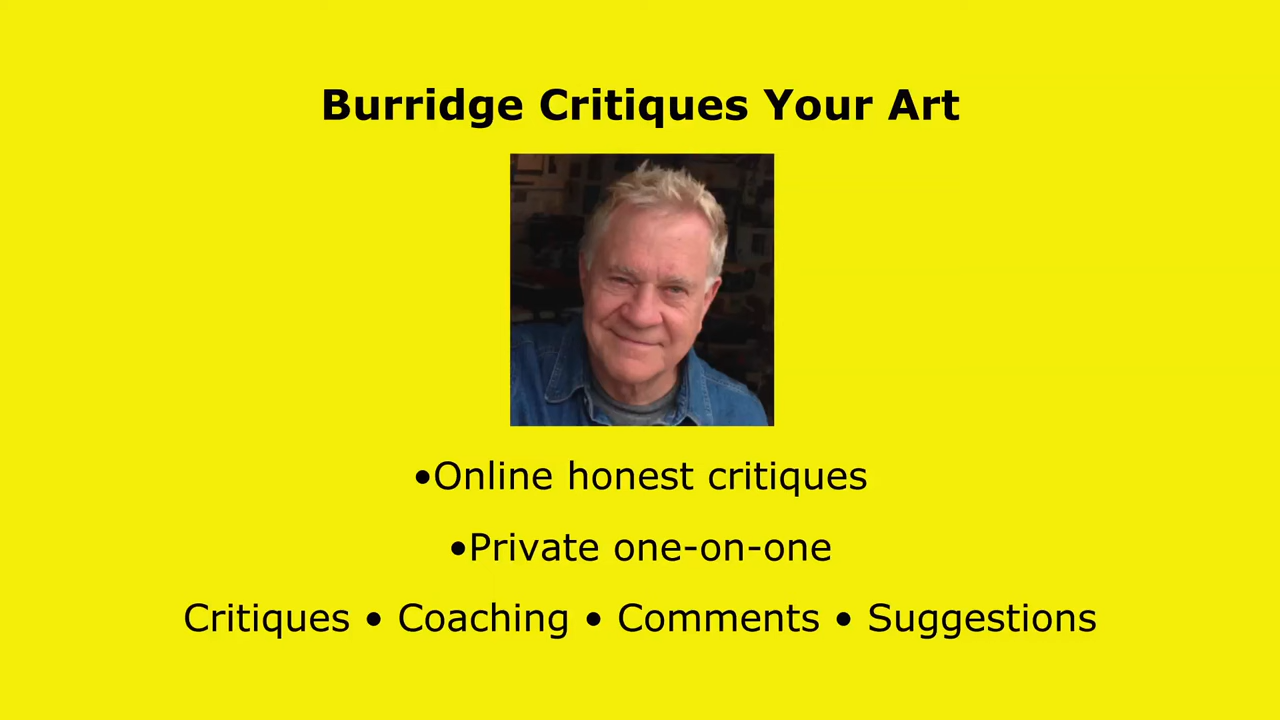 Burridge Critiques Your Art
•Online honest critiques
•Private one-on-one
Critiques • Coaching • Comments • Suggestions